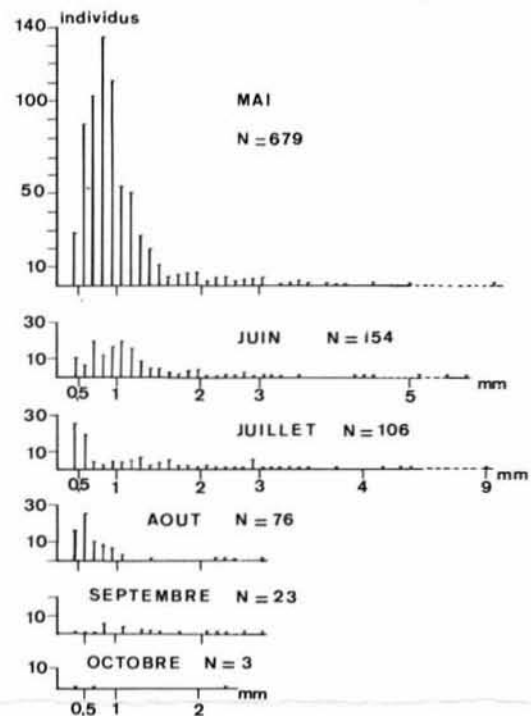 individus
140
MAI
100
N = 679
50
10
30
JUIN N = 154
10
0,5 1 2 3 5 mm
30
JUILLET N = 106
10
0,5 1 2 3 4 9
mm
30
AOUT N = 76
10
SEPTEMBRE N = 23
10
OCTOBRE N = 3
10
mm
0,5 1 2